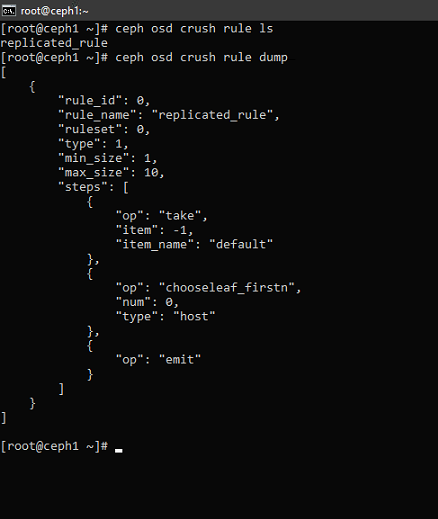 root@ceph1:~
[root@ceph1 ~]# ceph osd crush rule ls
replicated_rule
[root@ceph1 ~]# ceph osd crush rule dump
[
    {
        "rule_id": 0,
        "rule_name": "replicated_rule",
        "ruleset": 0,
        "type": 1,
        "min_size": 1,
        "max_size": 10,
        "steps": [
            {
                "op": "take",
                "item": -1,
                "item_name": "default"
            },
            {
                "op": "chooseleaf_firstn",
                "num": 0,
                "type": "host"
            },
            {
                "op": "emit"
            }
        ]
    }
]
[root@ceph1 ~]#